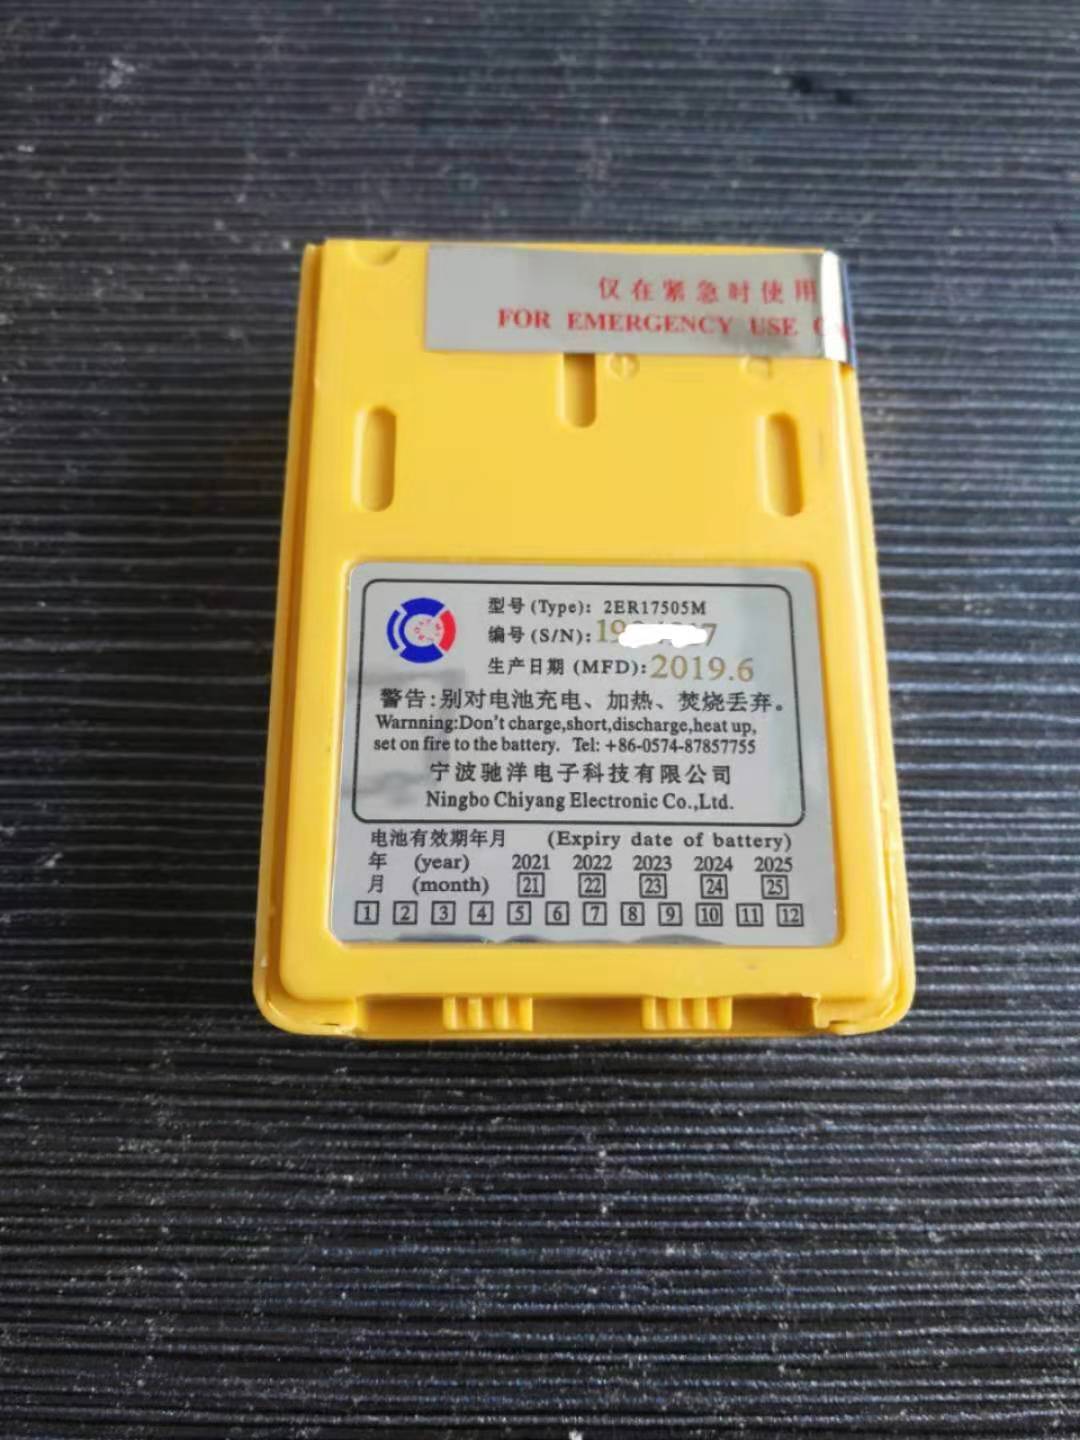 仅在紧急时使用
FOR EMERGENCY USE
型号 (Type): 2ER17505M
编号 (S/N):
生产日期 (MFD): 2019.6
警告:别对电池充电、加热、焚烧丢弃。
Warnning:Don't charge,short,discharge,heat up,
set on fire to the battery. Tel: +86-0574-87857755
宁波驰洋电子科技有限公司
Ningbo Chiyang Electronic Co.,Ltd.
电池有效期年月 (Expiry date of battery)
年 (year) 2021 2022 2023 2024 2025
月 (month) 21 22 23 24 25
1 2 3 4 5 6 7 8 9 10 11 12